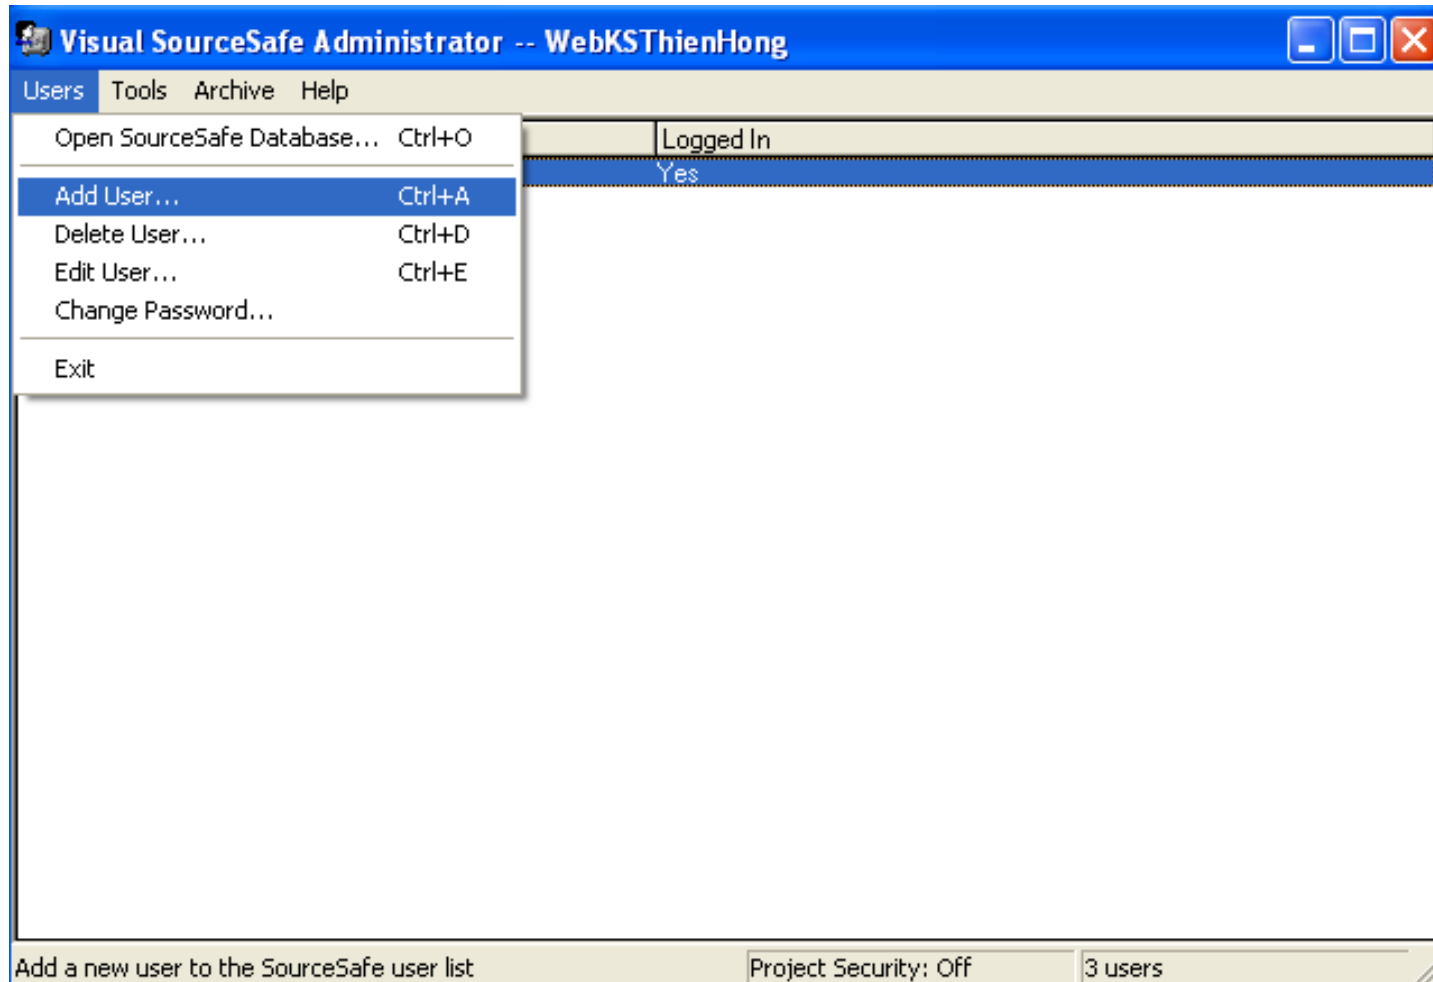 Visual SourceSafe Administrator -- WebKSThienHong
Users Tools Archive Help
Open SourceSafe Database... Ctrl+O
Logged In
Yes
Add User... Ctrl+A
Delete User... Ctrl+D
Edit User... Ctrl+E
Change Password...
Exit
Add a new user to the SourceSafe user list Project Security: Off 3 users